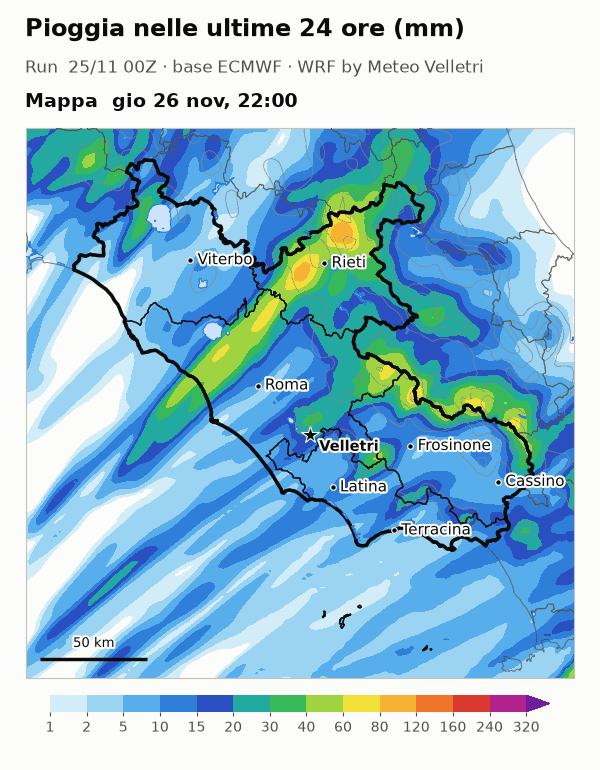 Pioggia nelle ultime 24 ore (mm)
Run  25/11 00Z · base ECMWF · WRF by Meteo Velletri
Mappa  gio 26 nov, 22:00
Viterbo
Rieti
Roma
Velletri
Frosinone
Cassino
Latina
Terracina
50 km
1 2 5 10 15 20 30 40 60 80 120 160 240 320